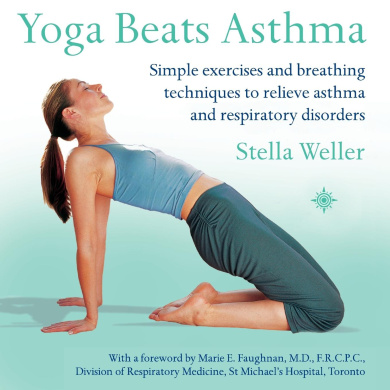 Yoga Beats Asthma
Simple exercises and breathing
techniques to relieve asthma
and respiratory disorders
Stella Weller
With a foreword by Marie E. Faughnan, M.D., F.R.C.P.C.,
Division of Respiratory Medicine, St Michael's Hospital, Toronto